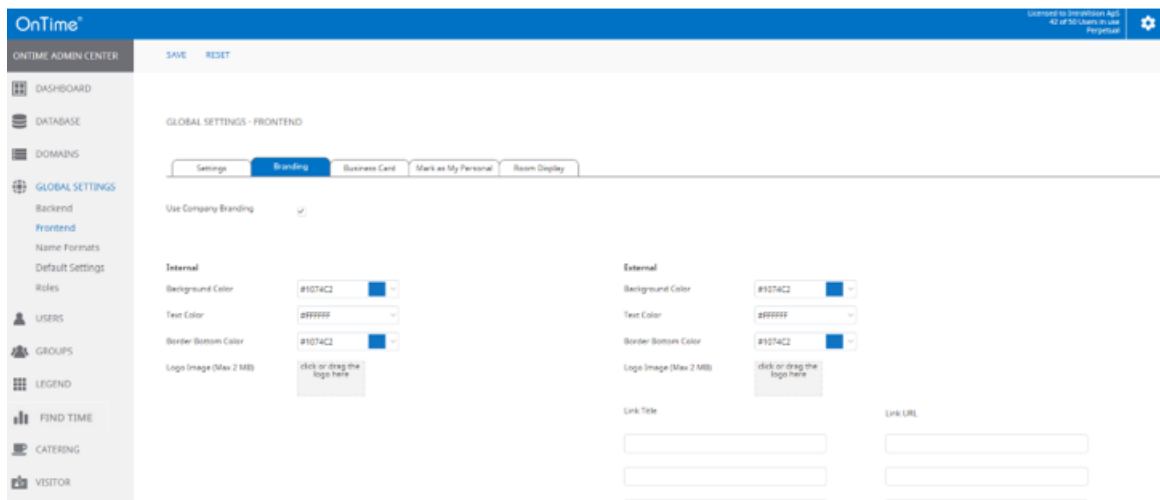 OnTime®
Licensed to IntraVision ApS
42 of 50 Users in use
Perpetual
ONTIME ADMIN CENTER
SAVE RESET
DASHBOARD
DATABASE
DOMAINS
GLOBAL SETTINGS
Backend
Frontend
Name Formats
Default Settings
Roles
USERS
GROUPS
LEGEND
FIND TIME
CATERING
VISITOR
GLOBAL SETTINGS - FRONTEND
Settings Branding Business Card Mark as My Personal Room Display
Use Company Branding
Internal
Background Color #1074C2
Text Color #FFFFFF
Border Bottom Color #1074C2
Logo Image (Max 2 MB) click or drag the
logo here
External
Background Color #1074C2
Text Color #FFFFFF
Border Bottom Color #1074C2
Logo Image (Max 2 MB) click or drag the
logo here
Link Title Link URL